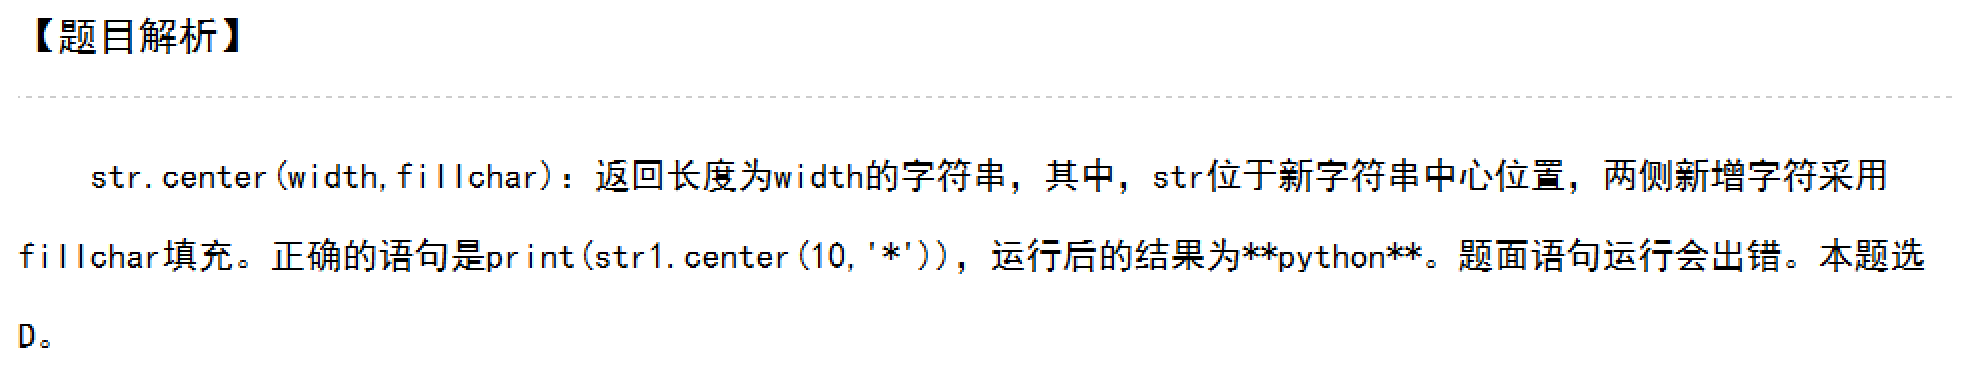 【题目解析】
str.center(width,fillchar)：返回长度为width的字符串，其中，str位于新字符串中心位置，两侧新增字符采用
fillchar填充。正确的语句是print(str1.center(10,'*'))，运行后的结果为**python**。题面语句运行会出错。本题选
D。